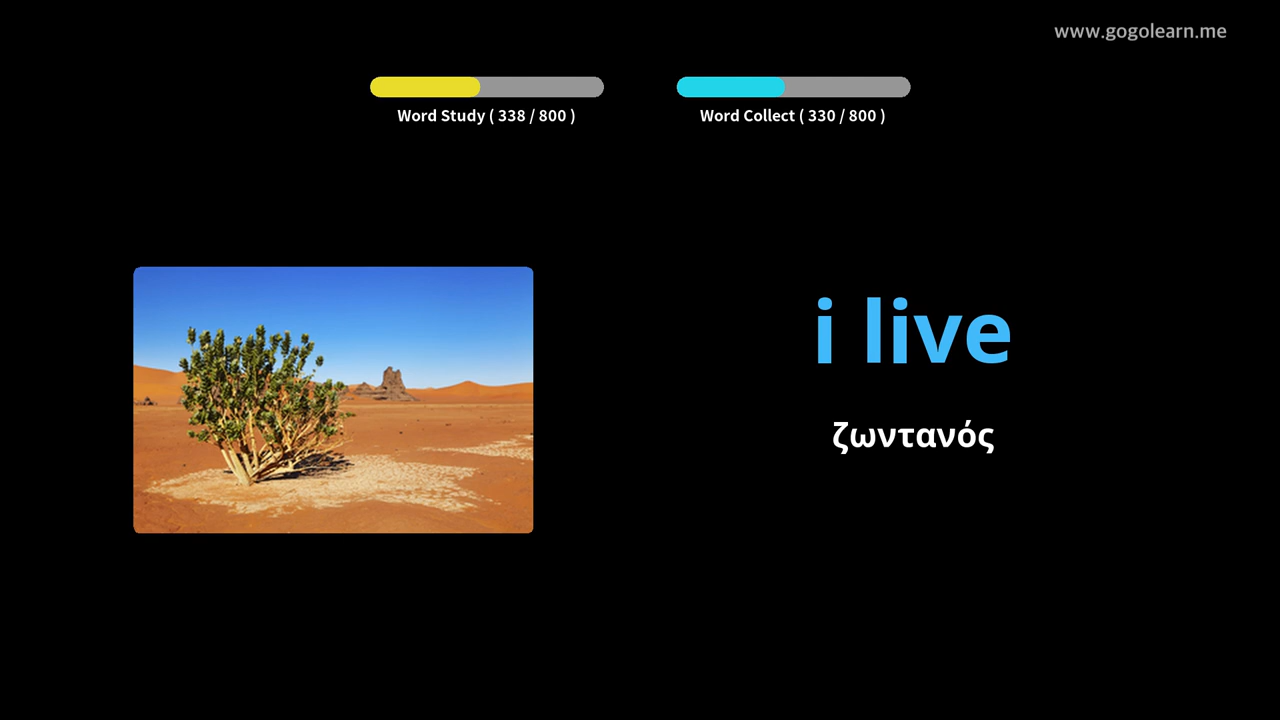 www.gogolearn.me
Word Study ( 338 / 800 )
Word Collect ( 330 / 800 )
i live
ζωντανός